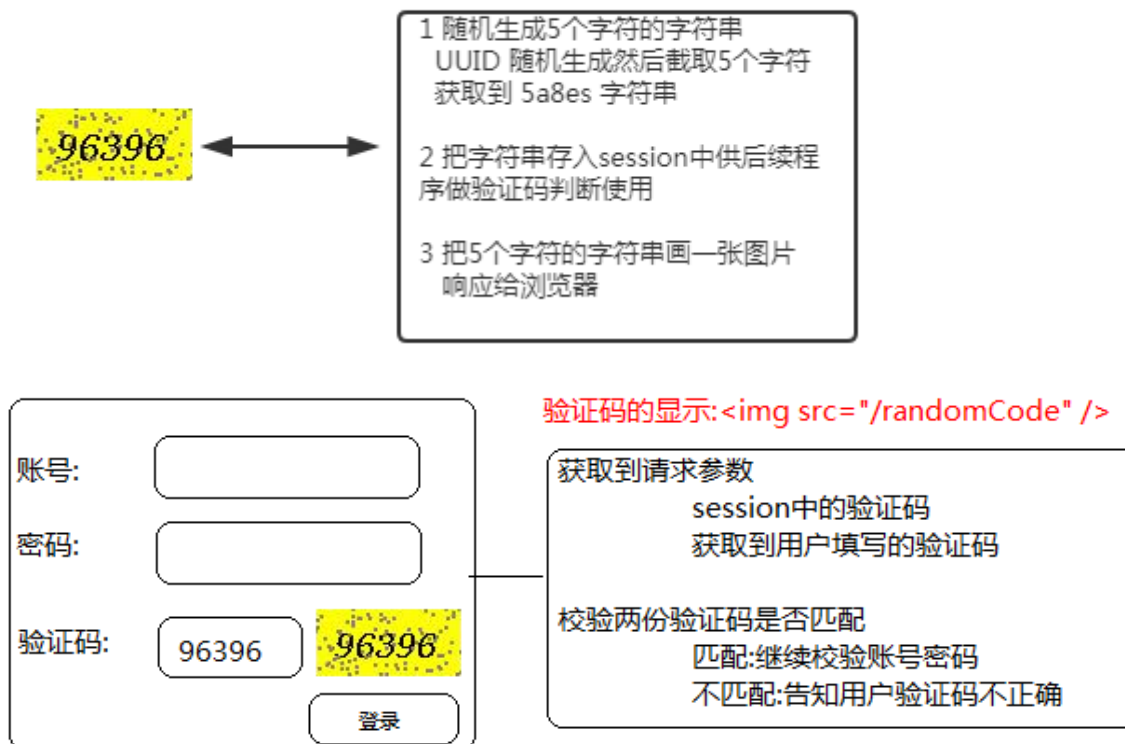 1 随机生成5个字符的字符串
UUID 随机生成然后截取5个字符
获取到 5a8es 字符串
96396
2 把字符串存入session中供后续程
序做验证码判断使用
3 把5个字符的字符串画一张图片
响应给浏览器
验证码的显示:<img src="/randomCode" />
账号:
密码:
验证码:
96396
96396
登录
获取到请求参数
session中的验证码
获取到用户填写的验证码
校验两份验证码是否匹配
匹配:继续校验账号密码
不匹配:告知用户验证码不正确